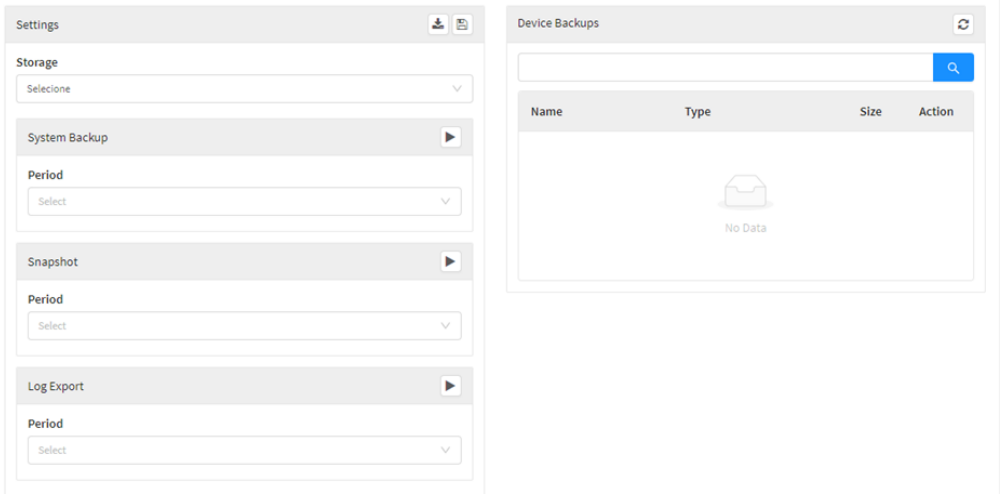 Settings
Storage
Selecione
System Backup
Period
Select
Snapshot
Period
Select
Log Export
Period
Select
Device Backups
Name Type Size Action
No Data